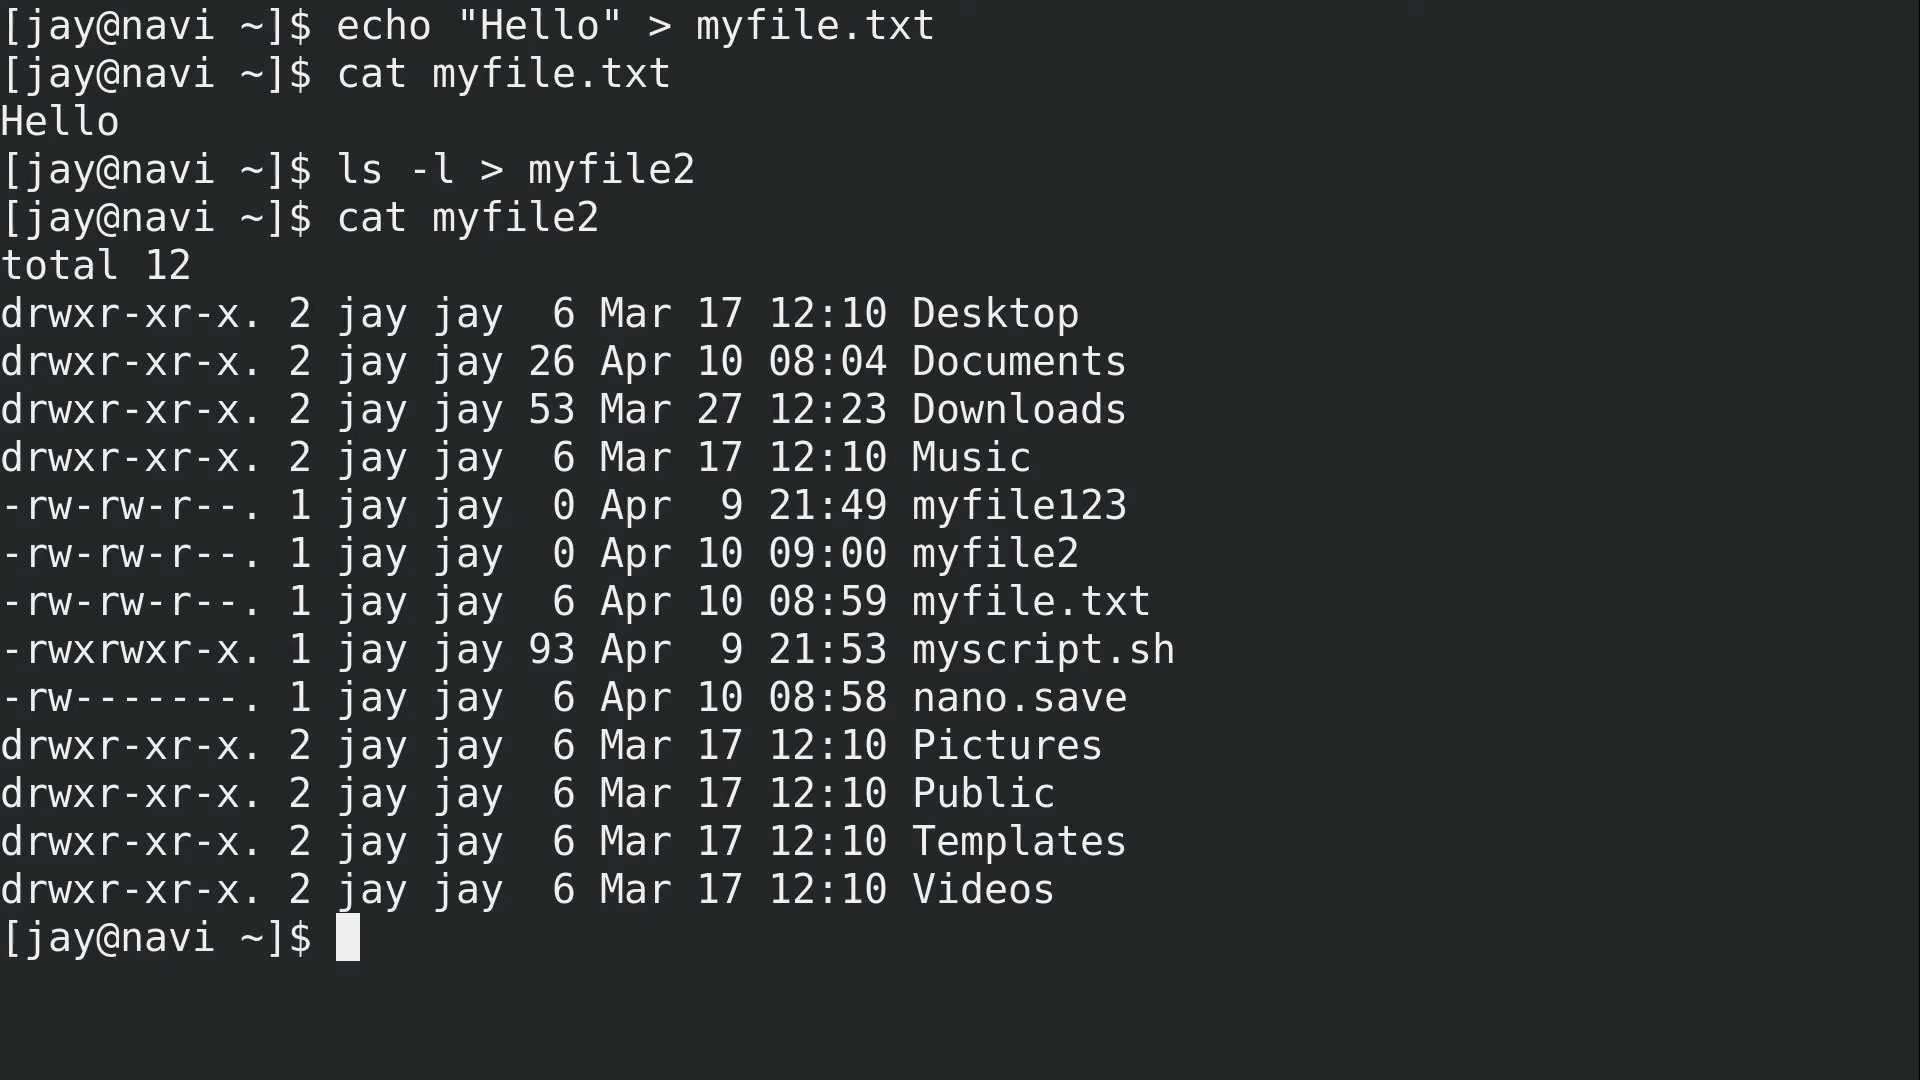 [jay@navi ~]$ echo "Hello" > myfile.txt
[jay@navi ~]$ cat myfile.txt
Hello
[jay@navi ~]$ ls -l > myfile2
[jay@navi ~]$ cat myfile2
total 12
drwxr-xr-x. 2 jay jay  6 Mar 17 12:10 Desktop
drwxr-xr-x. 2 jay jay 26 Apr 10 08:04 Documents
drwxr-xr-x. 2 jay jay 53 Mar 27 12:23 Downloads
drwxr-xr-x. 2 jay jay  6 Mar 17 12:10 Music
-rw-rw-r--. 1 jay jay  0 Apr  9 21:49 myfile123
-rw-rw-r--. 1 jay jay  0 Apr 10 09:00 myfile2
-rw-rw-r--. 1 jay jay  6 Apr 10 08:59 myfile.txt
-rwxrwxr-x. 1 jay jay 93 Apr  9 21:53 myscript.sh
-rw-------. 1 jay jay  6 Apr 10 08:58 nano.save
drwxr-xr-x. 2 jay jay  6 Mar 17 12:10 Pictures
drwxr-xr-x. 2 jay jay  6 Mar 17 12:10 Public
drwxr-xr-x. 2 jay jay  6 Mar 17 12:10 Templates
drwxr-xr-x. 2 jay jay  6 Mar 17 12:10 Videos
[jay@navi ~]$